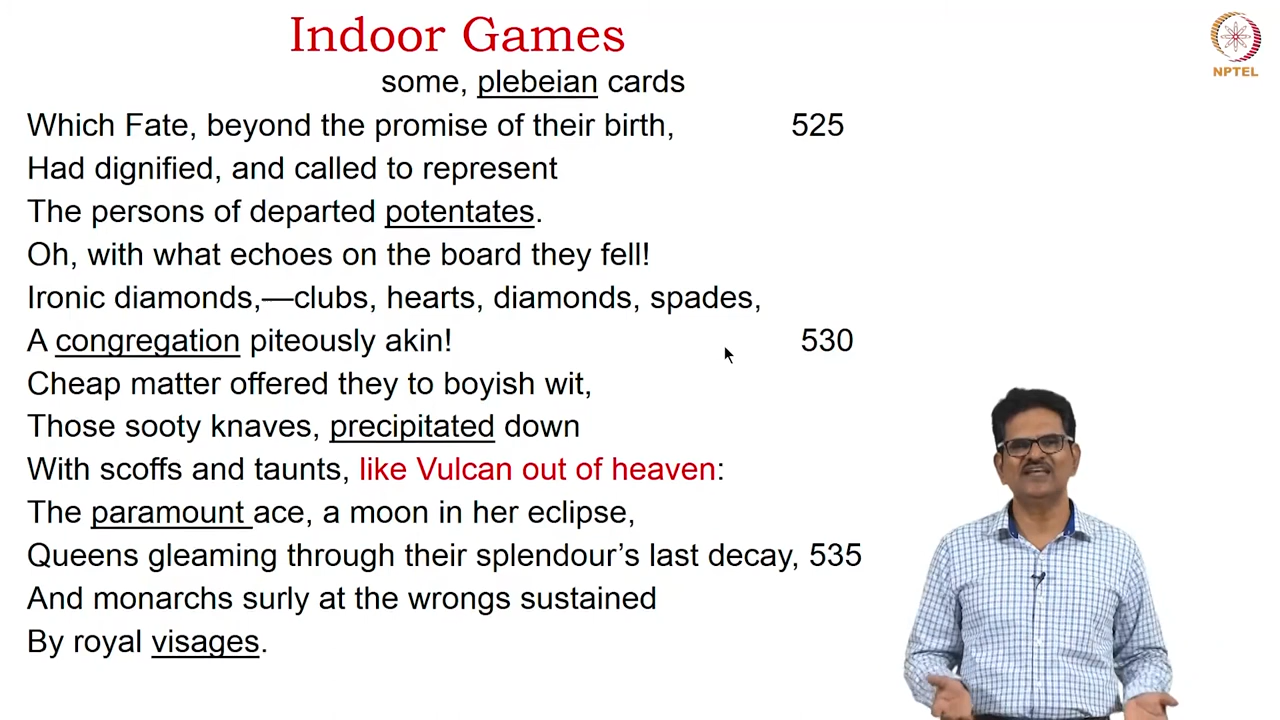 Indoor Games
NPTEL
some, plebeian cards
Which Fate, beyond the promise of their birth, 525
Had dignified, and called to represent
The persons of departed potentates.
Oh, with what echoes on the board they fell!
Ironic diamonds,—clubs, hearts, diamonds, spades,
A congregation piteously akin! 530
Cheap matter offered they to boyish wit,
Those sooty knaves, precipitated down
With scoffs and taunts, like Vulcan out of heaven:
The paramount ace, a moon in her eclipse,
Queens gleaming through their splendour’s last decay, 535
And monarchs surly at the wrongs sustained
By royal visages.